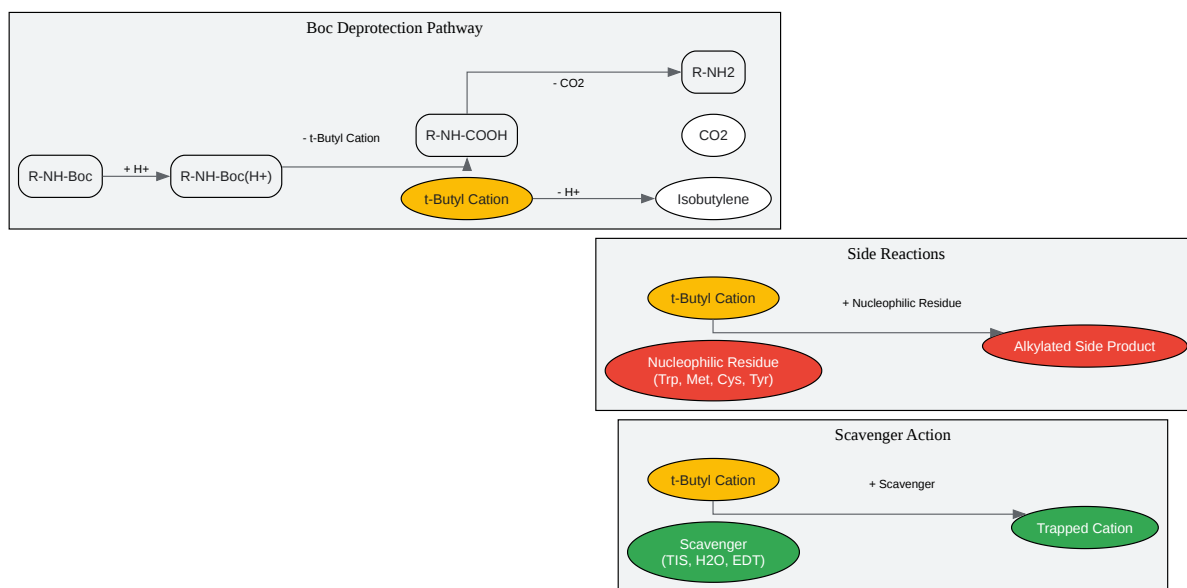 Boc Deprotection Pathway
R-NH2
- CO2
- t-Butyl Cation
R-NH-COOH
CO2
R-NH-Boc
+ H+
R-NH-Boc(H+)
t-Butyl Cation
- H+
Isobutylene
Side Reactions
t-Butyl Cation
+ Nucleophilic Residue
Alkylated Side Product
Nucleophilic Residue
(Trp, Met, Cys, Tyr)
Scavenger Action
t-Butyl Cation
+ Scavenger
Trapped Cation
Scavenger
(TIS, H2O, EDT)